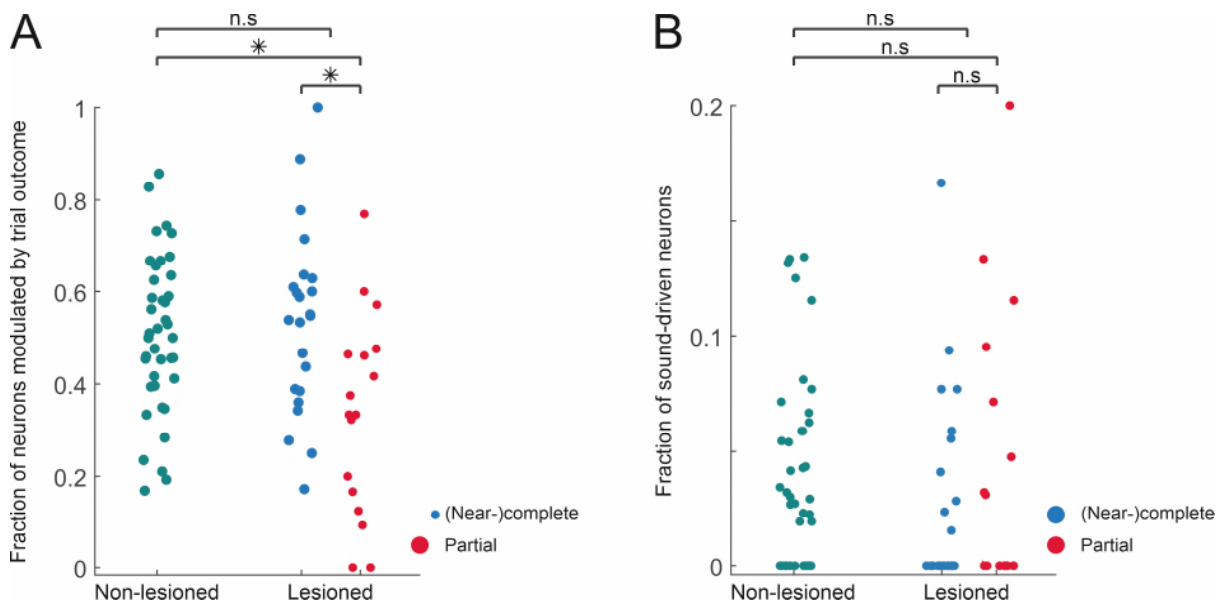 A
n.s
*
*
Fraction of neurons modulated by trial outcome
1
0.8
0.6
0.4
0.2
0
Non-lesioned
Lesioned
(Near-)complete
Partial
B
n.s
n.s
n.s
Fraction of sound-driven neurons
0.2
0.1
0
Non-lesioned
Lesioned
(Near-)complete
Partial